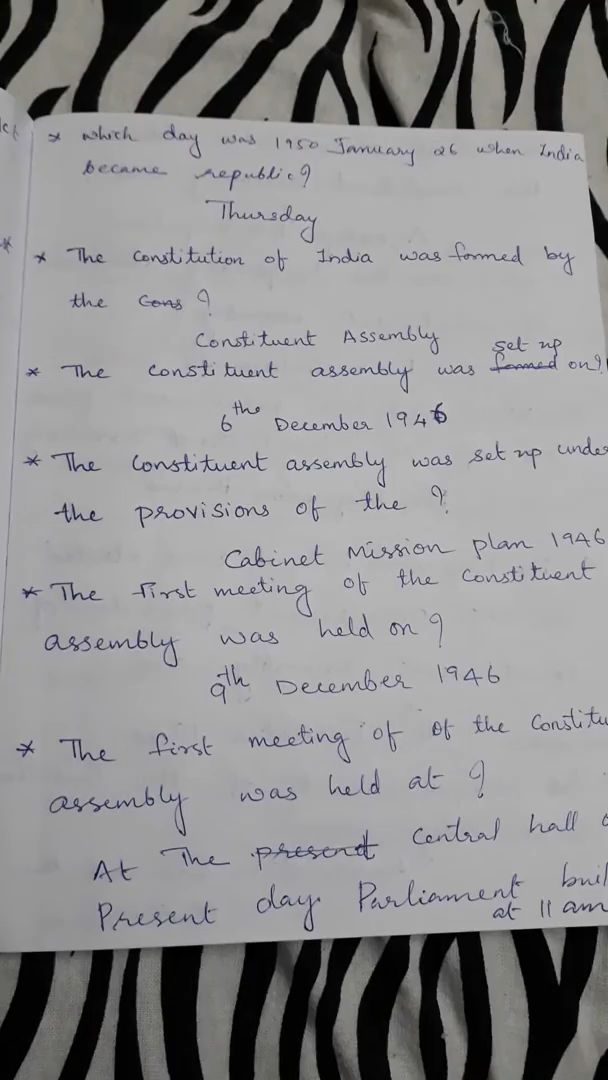 * which day was 1950 January 26 when India
became republic?
Thursday
* The constitution of India was formed by
the Cons ?
Constituent Assembly
set up
* The constituent assembly was formed on?
6the December 1946
* The constituent assembly was set up under
the provisions of the ?
Cabinet Mission plan 1946
* The first meeting of the constituent
assembly was held on ?
9th December 1946
* The first meeting of of the constitu
assembly was held at ?
At The present central hall
Present day Parliament buil
at 11 am